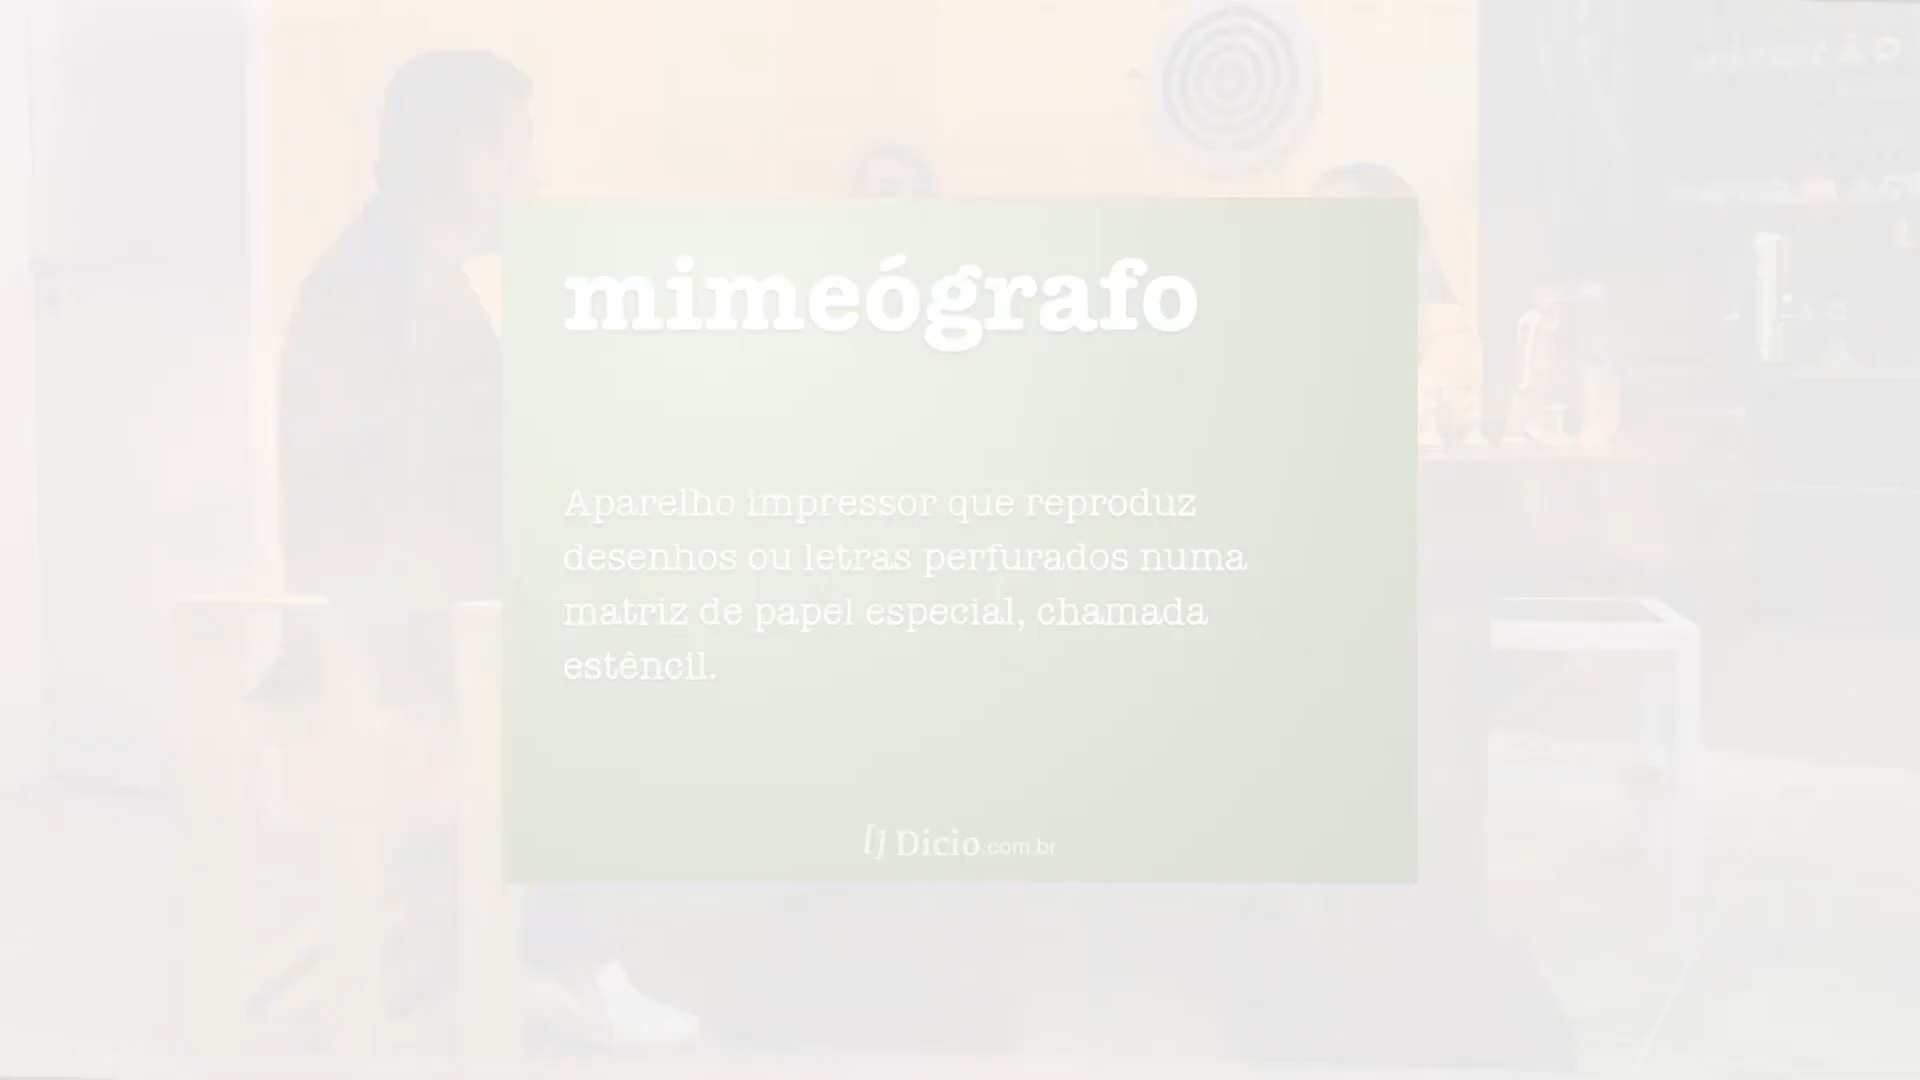 mimeógrafo
Aparelho impressor que reproduz
desenhos ou letras perfurados numa
matriz de papel especial, chamada
estêncil.
[] Dicio.com.br